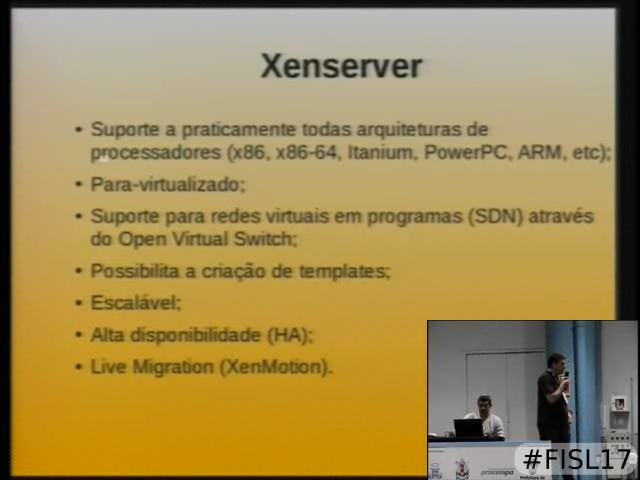 Xenserver
• Suporte a praticamente todas arquiteturas de
processadores (x86, x86-64, Itanium, PowerPC, ARM, etc);
• Para-virtualizado;
• Suporte para redes virtuais em programas (SDN) através
do Open Virtual Switch;
• Possibilita a criação de templates;
• Escalável;
• Alta disponibilidade (HA);
• Live Migration (XenMotion).
procempa
#FISL17